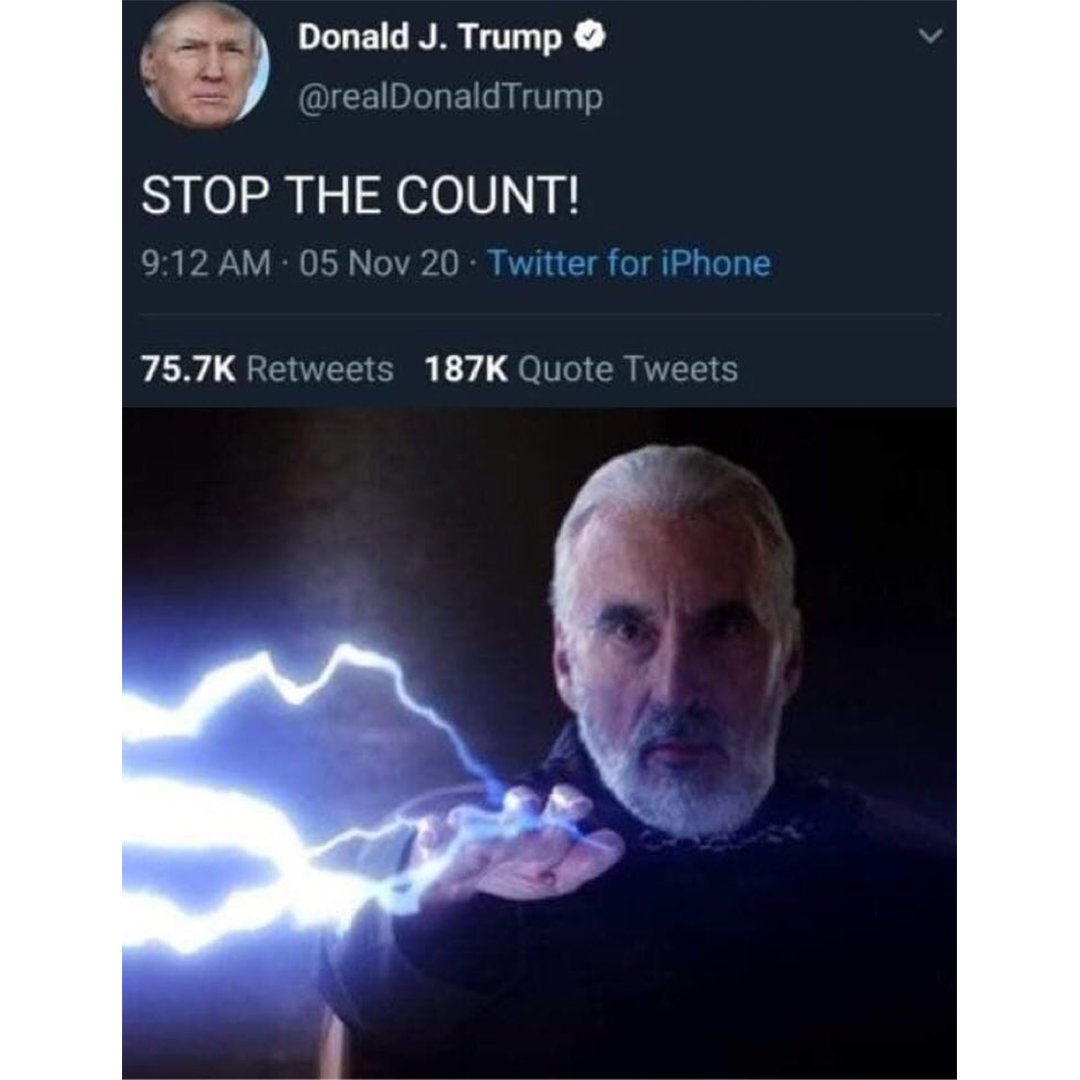 Donald J. Trump
@realDonaldTrump
STOP THE COUNT!
9:12 AM · 05 Nov 20 · Twitter for iPhone
75.7K Retweets 187K Quote Tweets